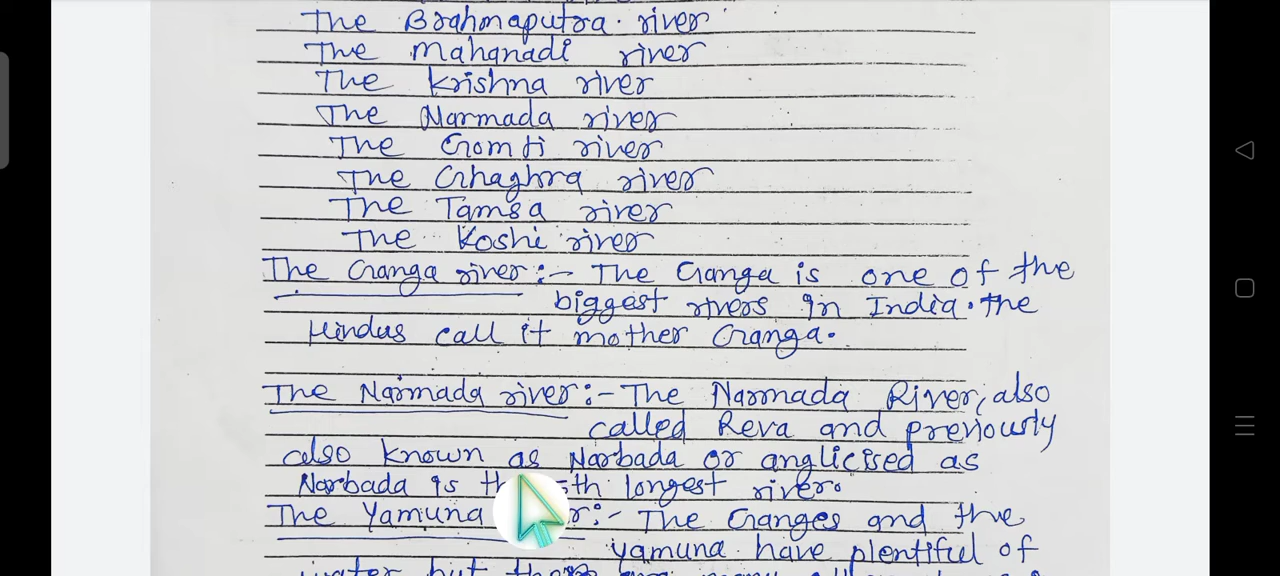 The Brahmaputra river
The Mahanadi river
The Krishna river
The Narmada river
The Gomti river
The Ghaghra river
The Tamsa river
The Koshi river
The Ganga river :- The Ganga is one of the
biggest rivers in India. the
Hindus call it mother Ganga.
The Narmada river :- The Narmada River, also
called Reva and previously
also known as Narbada or anglicised as
Narbada is longest river.
The Yamuna :- The Ganges and the
yamuna have plentiful of
water but